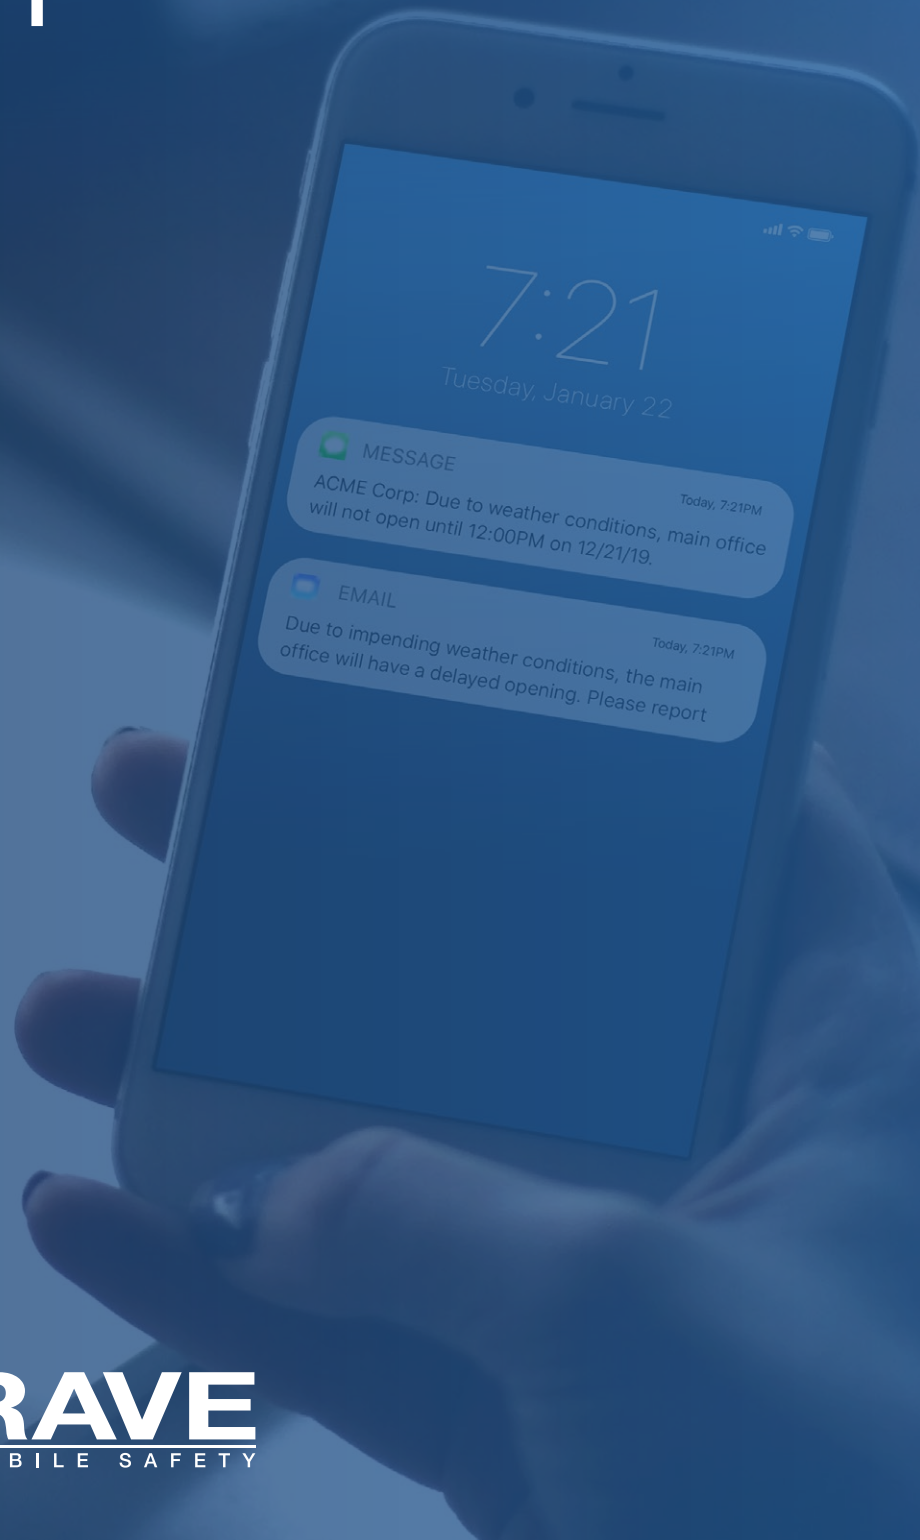 7:21
Tuesday, January 22
MESSAGE
Today, 7:21PM
ACME Corp: Due to weather conditions, main office
will not open until 12:00PM on 12/21/19.
EMAIL
Today, 7:21PM
Due to impending weather conditions, the main
office will have a delayed opening. Please report
RAVE
BILE SAFETY